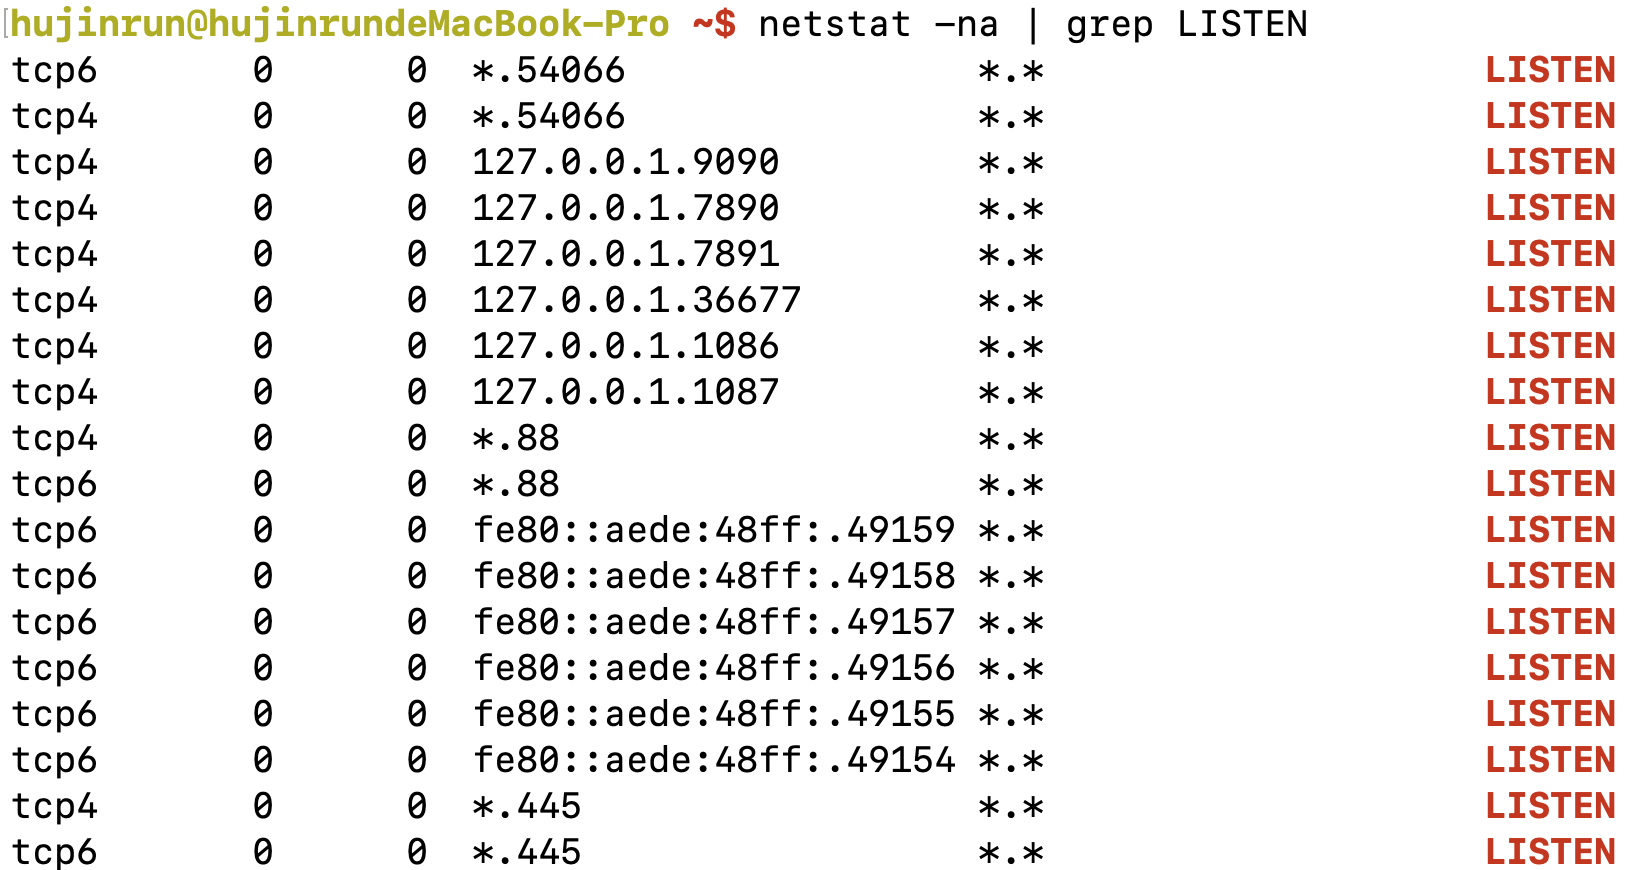 [hujinrun@hujinrundeMacBook-Pro ~$ netstat -na | grep LISTEN
tcp6       0      0  *.54066                *.*                    LISTEN
tcp4       0      0  *.54066                *.*                    LISTEN
tcp4       0      0  127.0.0.1.9090         *.*                    LISTEN
tcp4       0      0  127.0.0.1.7890         *.*                    LISTEN
tcp4       0      0  127.0.0.1.7891         *.*                    LISTEN
tcp4       0      0  127.0.0.1.36677        *.*                    LISTEN
tcp4       0      0  127.0.0.1.1086         *.*                    LISTEN
tcp4       0      0  127.0.0.1.1087         *.*                    LISTEN
tcp4       0      0  *.88                   *.*                    LISTEN
tcp6       0      0  *.88                   *.*                    LISTEN
tcp6       0      0  fe80::aede:48ff:.49159 *.*                    LISTEN
tcp6       0      0  fe80::aede:48ff:.49158 *.*                    LISTEN
tcp6       0      0  fe80::aede:48ff:.49157 *.*                    LISTEN
tcp6       0      0  fe80::aede:48ff:.49156 *.*                    LISTEN
tcp6       0      0  fe80::aede:48ff:.49155 *.*                    LISTEN
tcp6       0      0  fe80::aede:48ff:.49154 *.*                    LISTEN
tcp4       0      0  *.445                  *.*                    LISTEN
tcp6       0      0  *.445                  *.*                    LISTEN